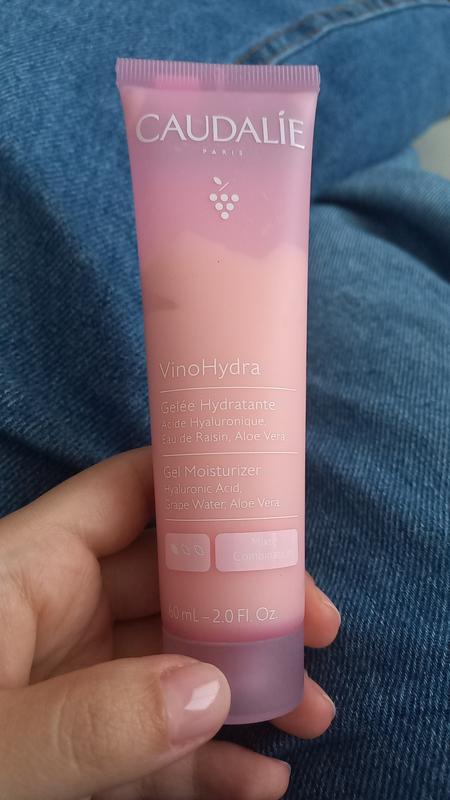 CAUDALÍE
PARIS
VinoHydra
Gelée Hydratante
Acide Hyaluronique,
Eau de Raisin, Aloe Vera
Gel Moisturizer
Hyaluronic Acid,
Grape Water, Aloe Vera
60 mL – 2.0 Fl. Oz.